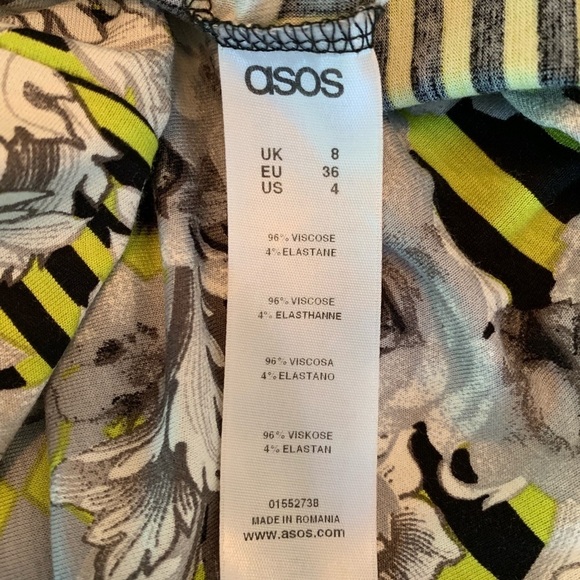 asos
UK 8
EU 36
US 4
96% VISCOSE
4% ELASTANE
96% VISCOSE
4% ELASTHANNE
96% VISCOSA
4% ELASTANO
96% VISKOSE
4% ELASTAN
01552738
MADE IN ROMANIA
www.asos.com